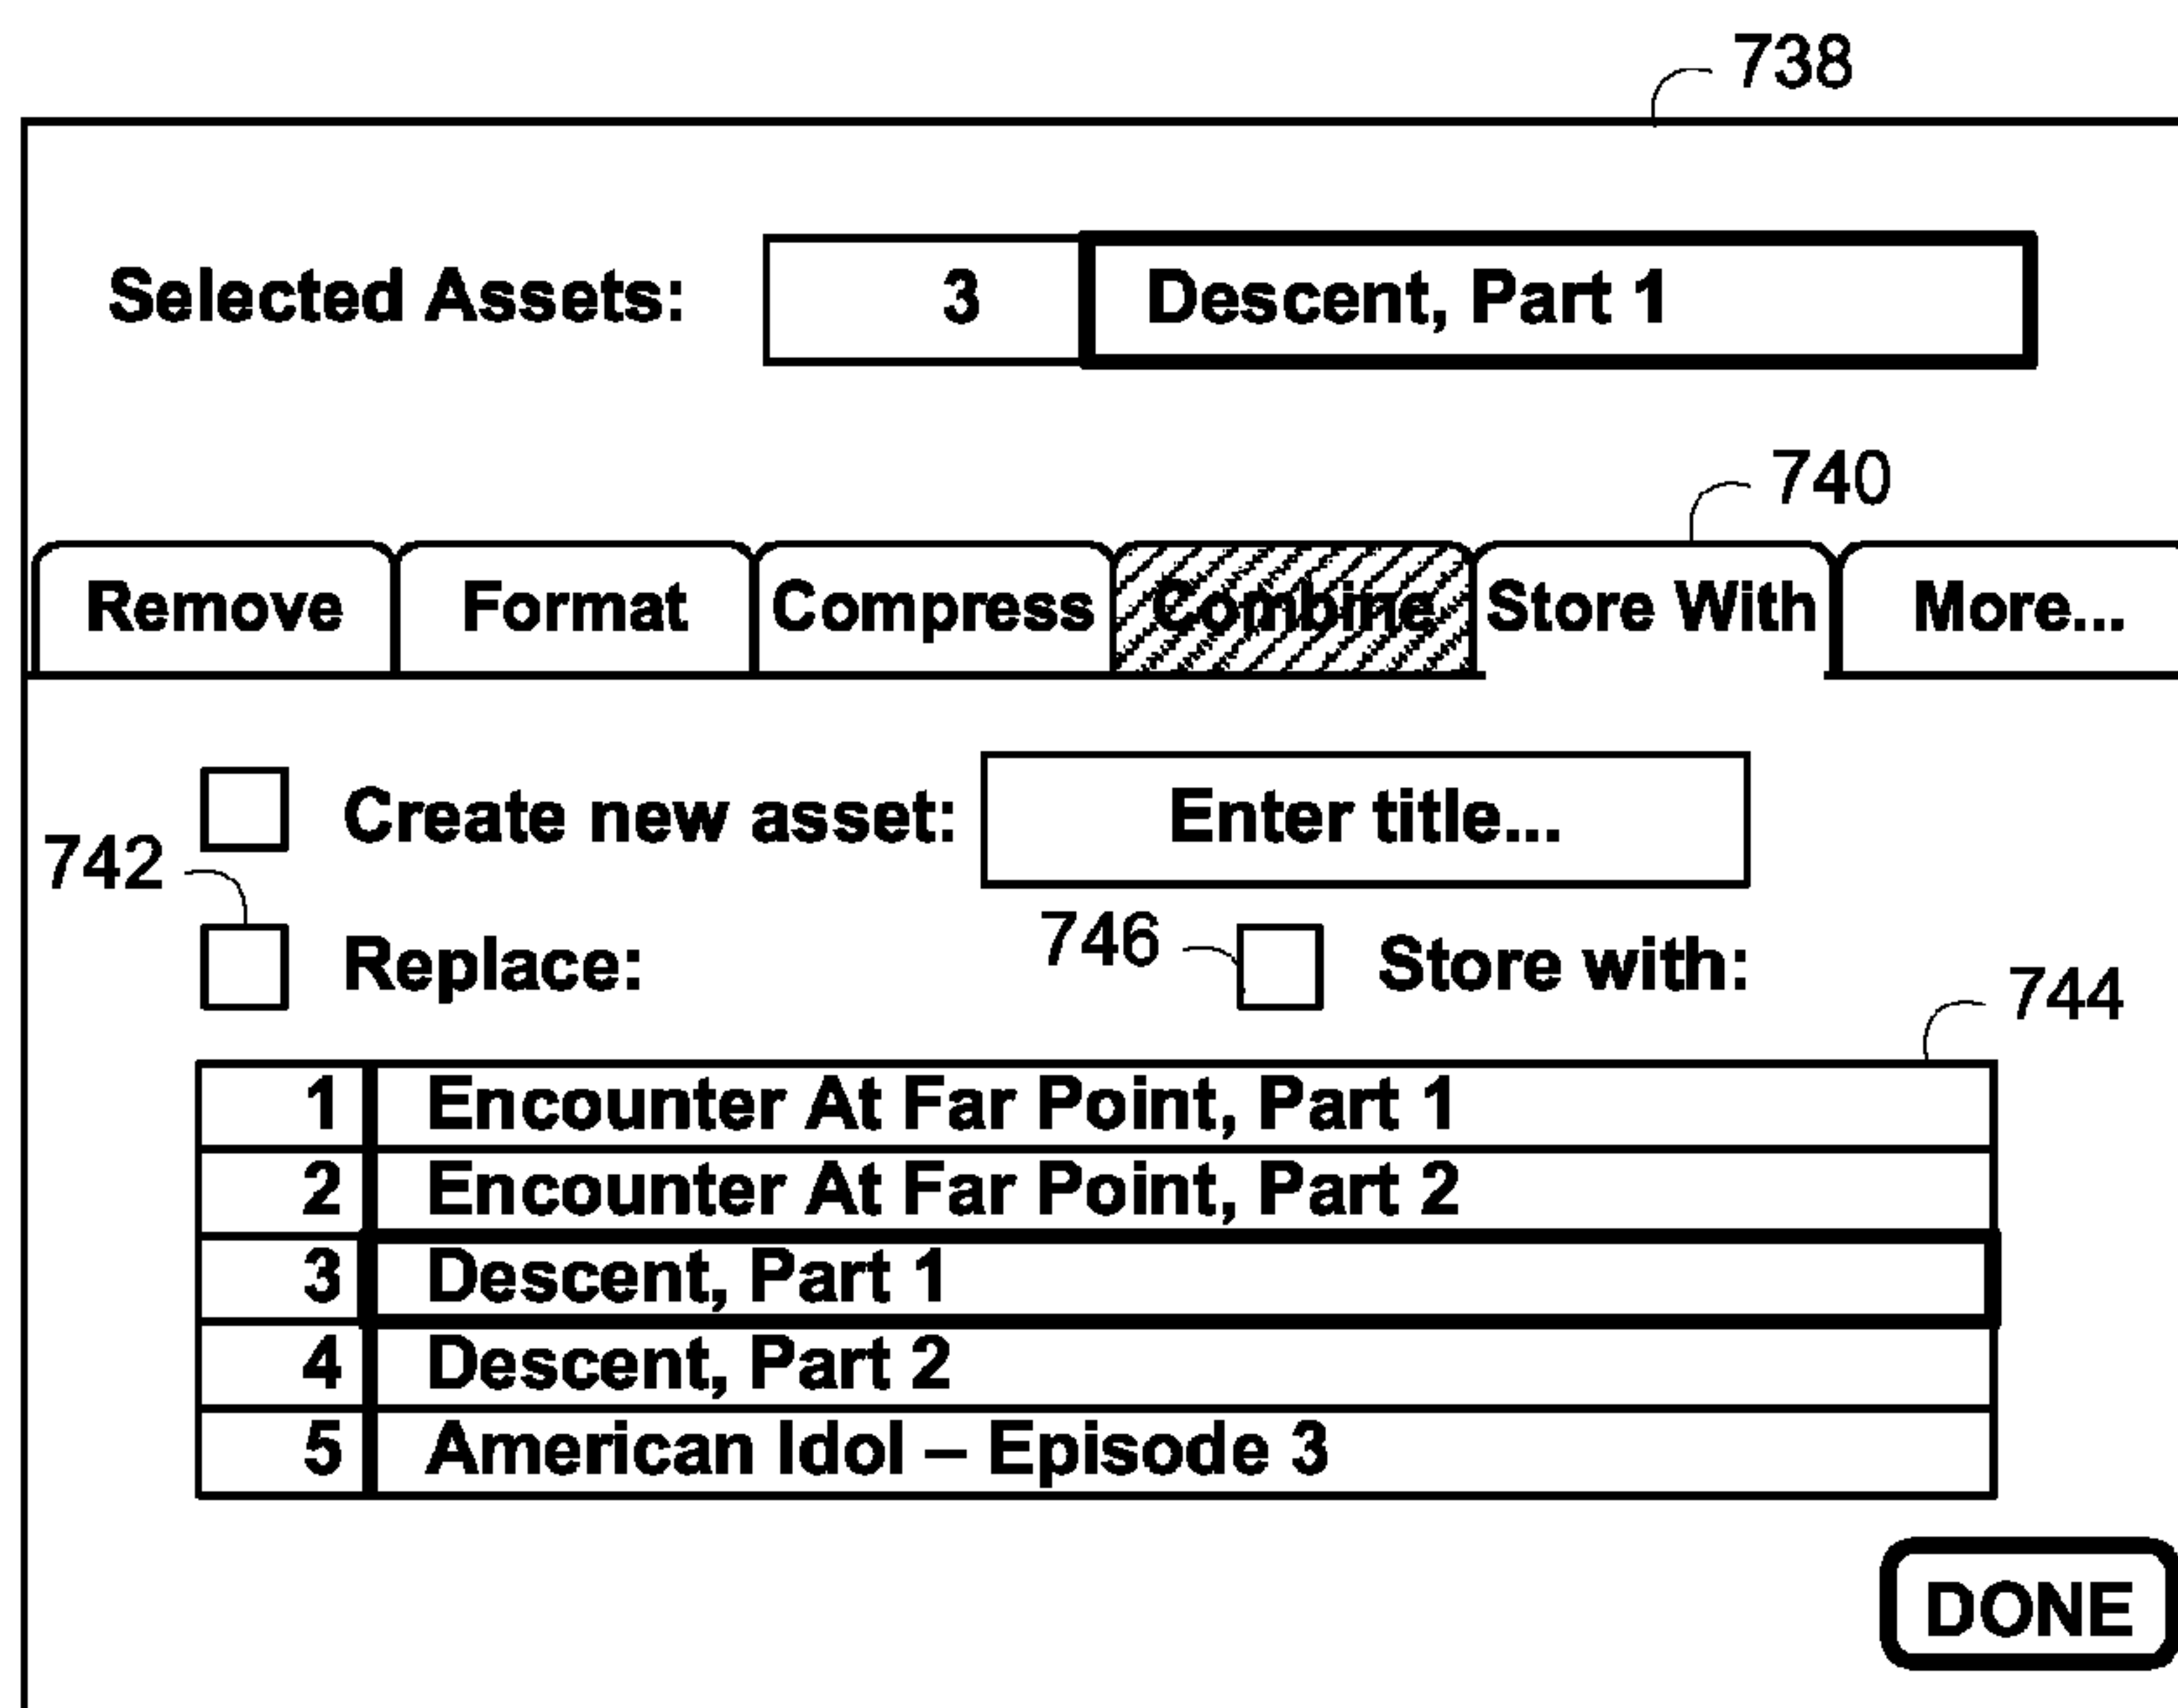 738
Selected Assets: 3 Descent, Part 1
740
Remove Format Compress Combine Store With More...
Create new asset: Enter title...
742
Replace: 746 Store with:
744
1 Encounter At Far Point, Part 1
2 Encounter At Far Point, Part 2
3 Descent, Part 1
4 Descent, Part 2
5 American Idol – Episode 3
DONE